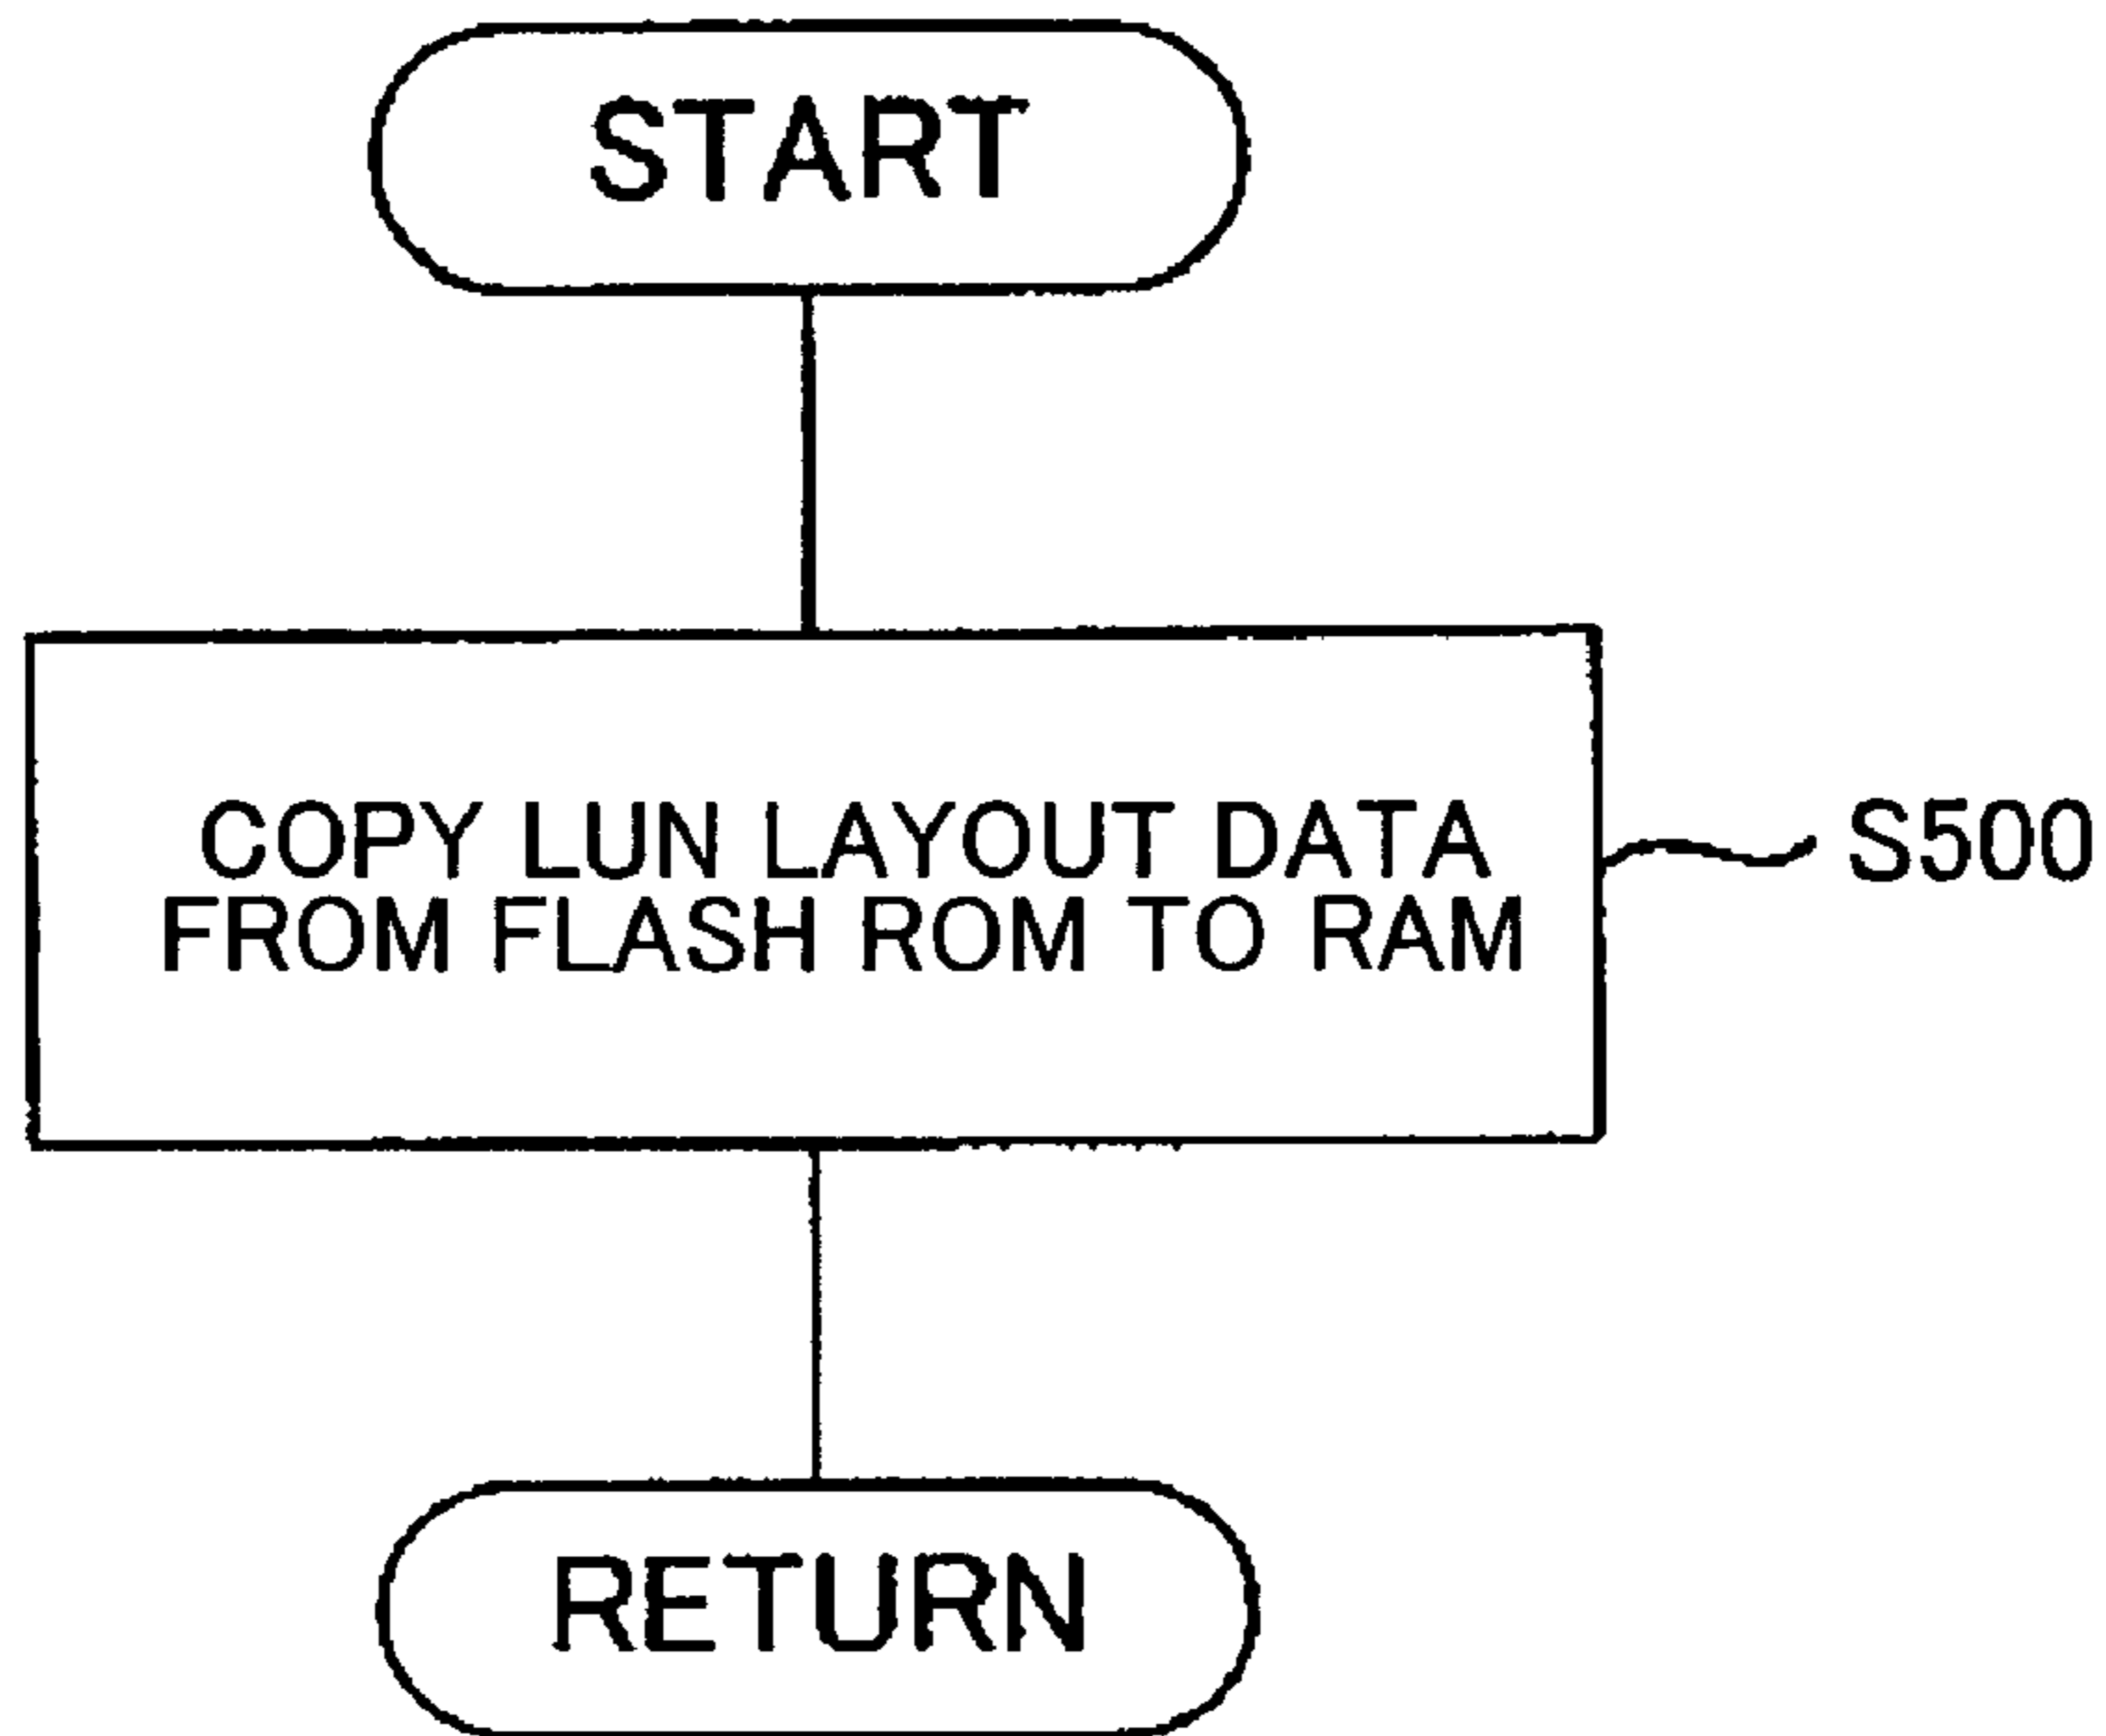 START
COPY LUN LAYOUT DATA
FROM FLASH ROM TO RAM
S500
RETURN